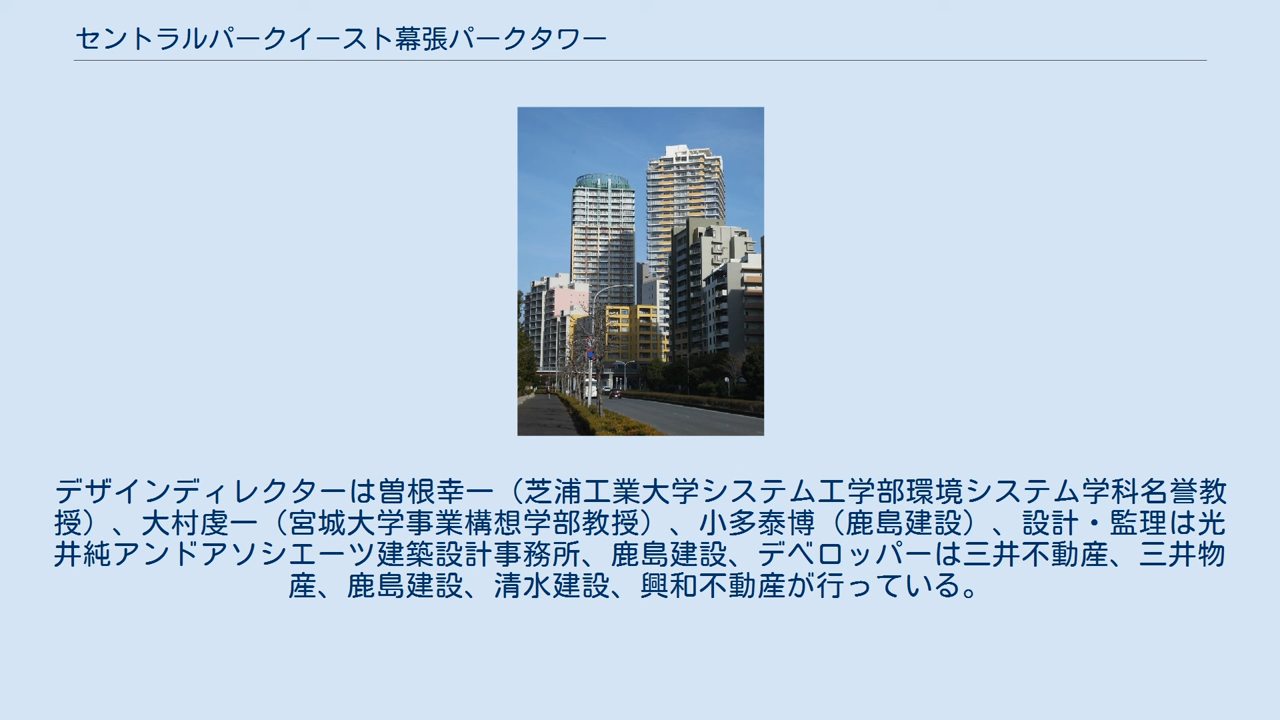 セントラルパークイースト幕張パークタワー
デザインディレクターは曽根幸一（芝浦工業大学システム工学部環境システム学科名誉教
授）、大村虔一（宮城大学事業構想学部教授）、小多泰博（鹿島建設）、設計・監理は光
井純アンドアソシエーツ建築設計事務所、鹿島建設、デベロッパーは三井不動産、三井物
産、鹿島建設、清水建設、興和不動産が行っている。